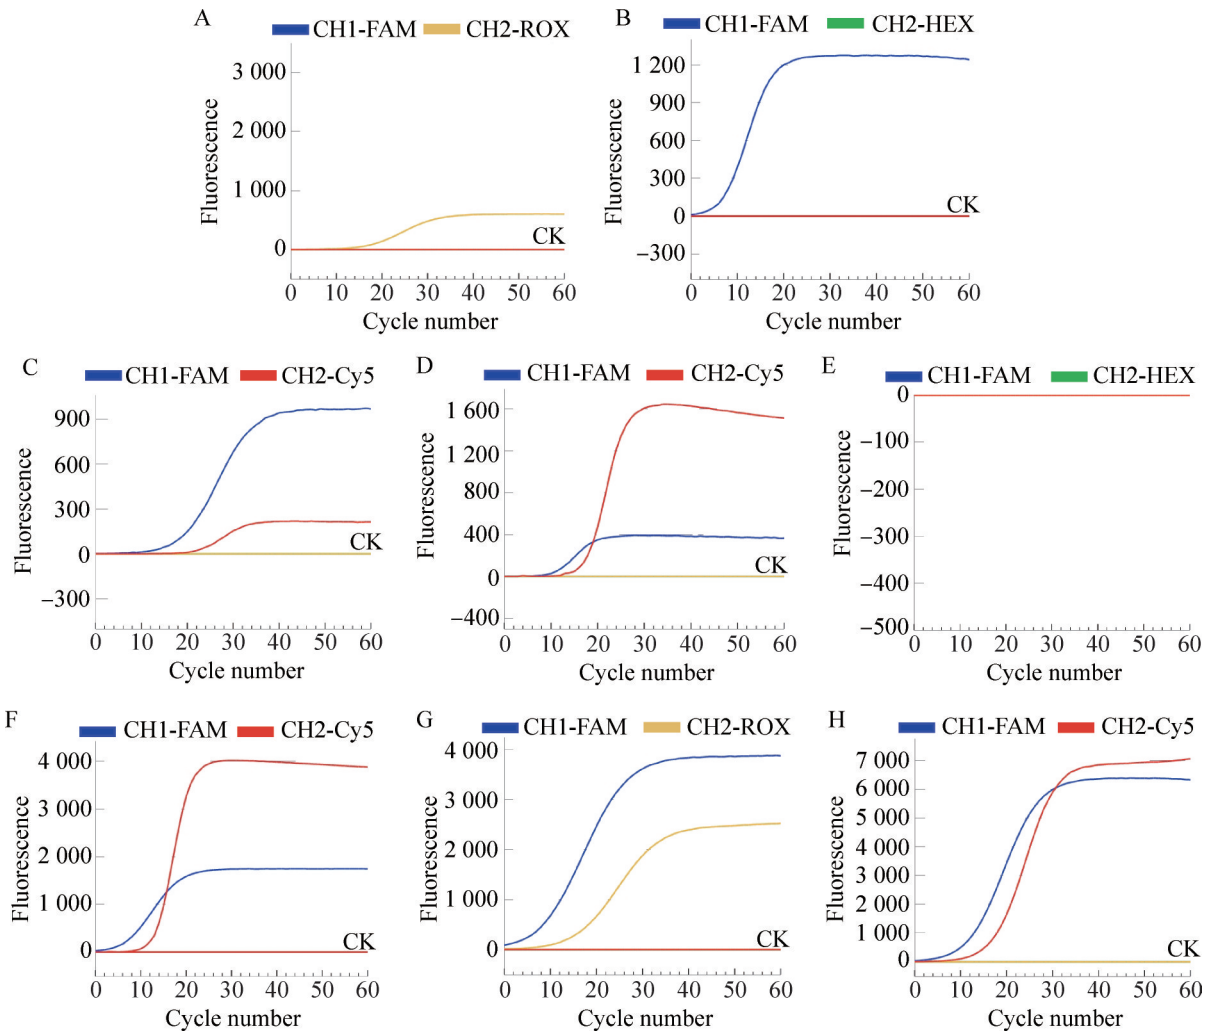 A
CH1-FAM CH2-ROX
3 000
2 000
1 000
0
Fluorescence
CK
0 10 20 30 40 50 60
Cycle number
B
CH1-FAM CH2-HEX
1 200
900
600
300
0
−300
Fluorescence
CK
0 10 20 30 40 50 60
Cycle number
C
CH1-FAM CH2-Cy5
900
600
300
0
−300
Fluorescence
CK
0 10 20 30 40 50 60
Cycle number
D
CH1-FAM CH2-Cy5
1 600
1 200
800
400
0
−400
Fluorescence
CK
0 10 20 30 40 50 60
Cycle number
E
CH1-FAM CH2-HEX
0
−100
−200
−300
−400
−500
Fluorescence
0 10 20 30 40 50 60
Cycle number
F
CH1-FAM CH2-Cy5
4 000
3 000
2 000
1 000
0
Fluorescence
CK
0 10 20 30 40 50 60
Cycle number
G
CH1-FAM CH2-ROX
4 000
3 000
2 000
1 000
0
Fluorescence
CK
0 10 20 30 40 50 60
Cycle number
H
CH1-FAM CH2-Cy5
7 000
6 000
5 000
4 000
3 000
2 000
1 000
0
Fluorescence
CK
0 10 20 30 40 50 60
Cycle number